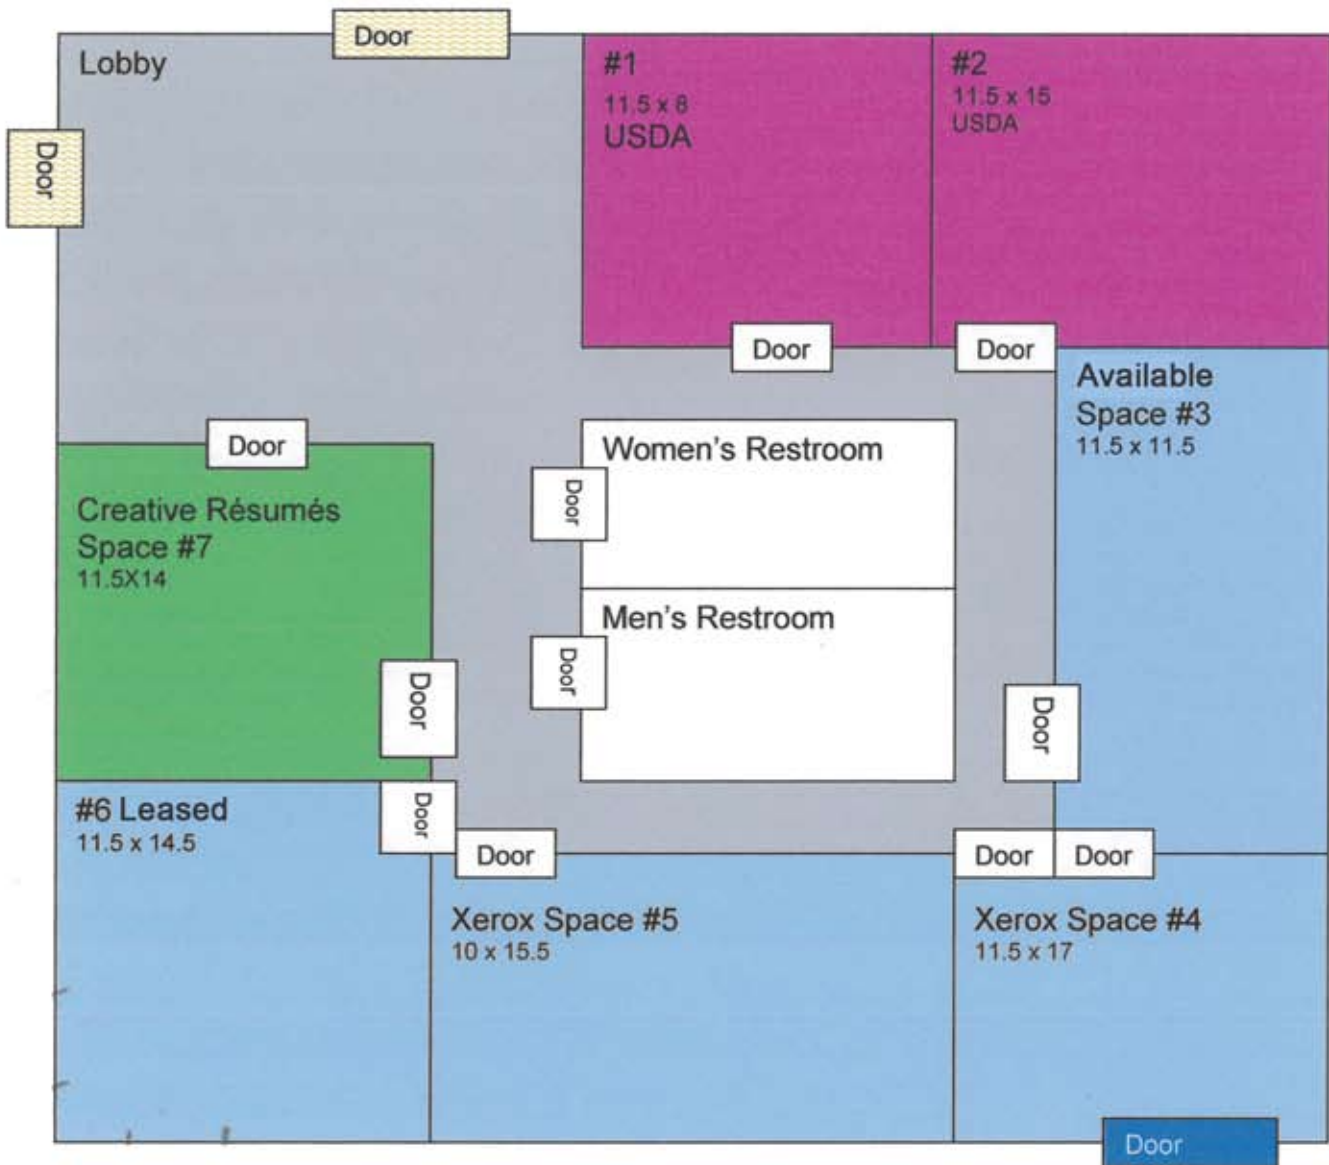 Door
Lobby
Door
#1
11.5 x 8
USDA
#2
11.5 x 15
USDA
Door
Door
Available
Space #3
11.5 x 11.5
Door
Creative Résumés
Space #7
11.5X14
Women's Restroom
Door
Men's Restroom
Door
Door
Door
#6 Leased
11.5 x 14.5
Door
Door
Door
Door
Xerox Space #5
10 x 15.5
Xerox Space #4
11.5 x 17
Door